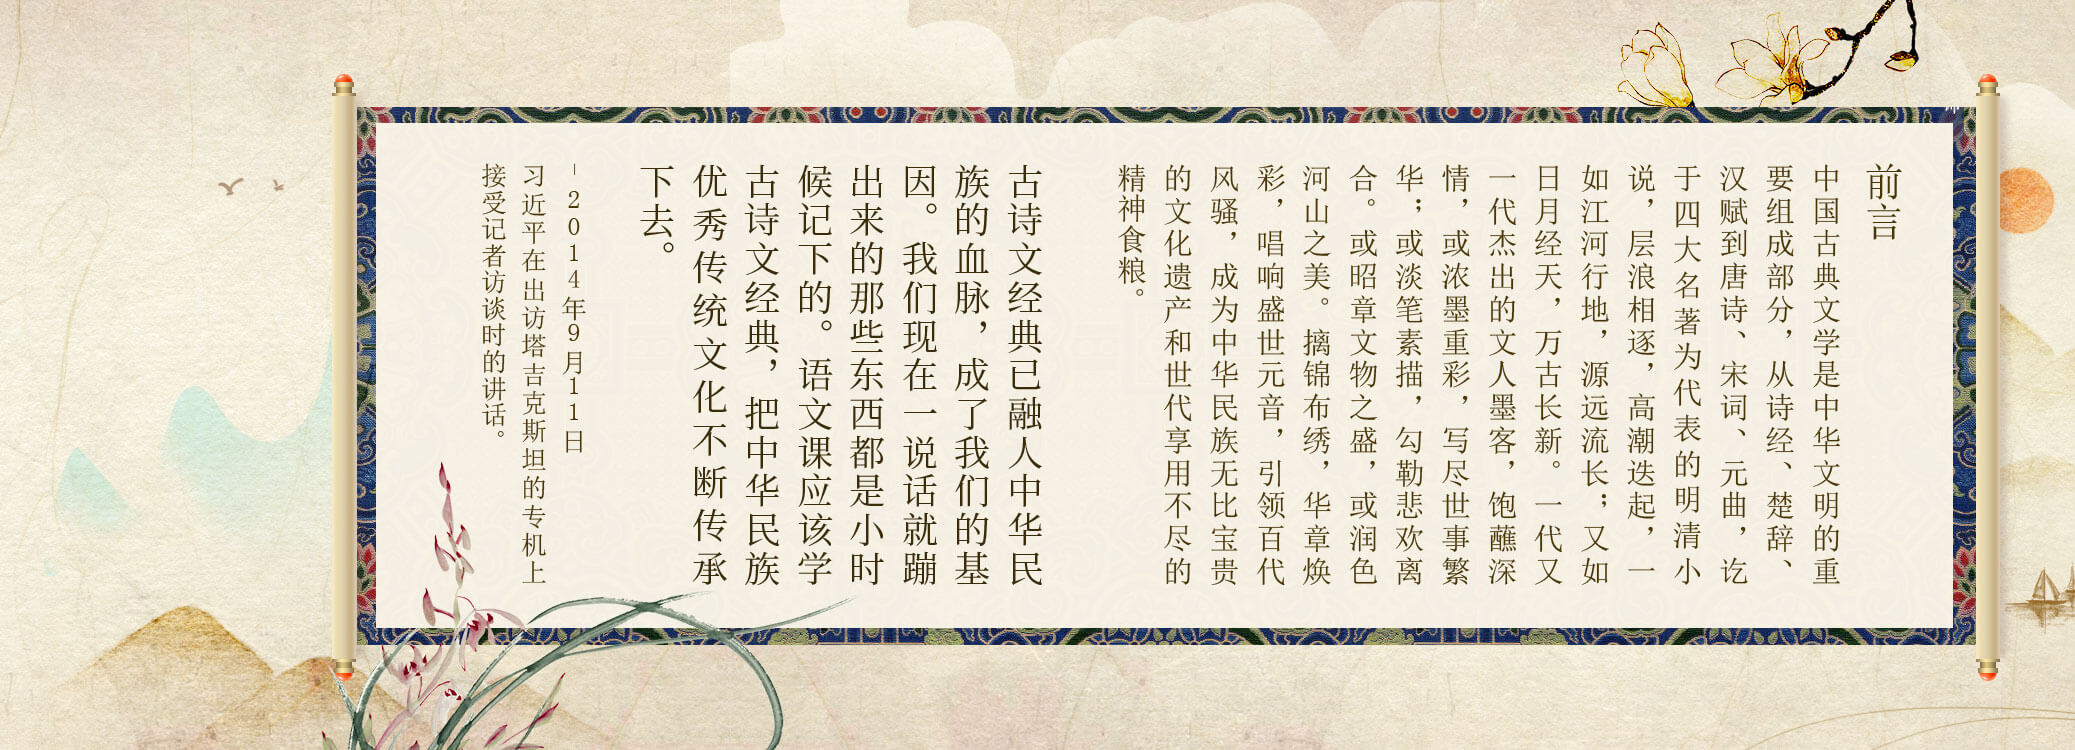 前言
中国古典文学是中华文明的重
要组成部分，从诗经、楚辞、
汉赋到唐诗、宋词、元曲，讫
于四大名著为代表的明清小
说，层浪相逐，高潮迭起，一
如江河行地，源远流长；又如
日月经天，万古长新。一代又
一代杰出的文人墨客，饱蘸深
情，或浓墨重彩，写尽世事繁
华；或淡笔素描，勾勒悲欢离
合。或昭章文物之盛，或润色
河山之美。摛锦布绣，华章焕
彩，唱响盛世元音，引领百代
风骚，成为中华民族无比宝贵
的文化遗产和世代享用不尽的
精神食粮。
古诗文经典已融人中华民
族的血脉，成了我们的基
因。我们现在一说话就蹦
出来的那些东西都是小时
候记下的。语文课应该学
古诗文经典，把中华民族
优秀传统文化不断传承
下去。
–2014年9月11日
习近平在出访塔吉克斯坦的专机上
接受记者访谈时的讲话。